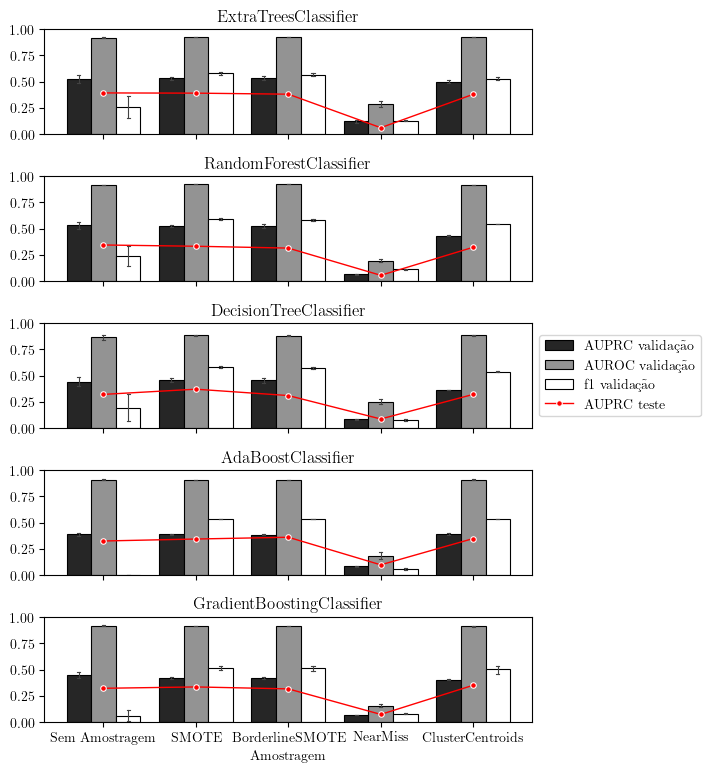 ExtraTreesClassifier
1.00
0.75
0.50
0.25
0.00
RandomForestClassifier
1.00
0.75
0.50
0.25
0.00
DecisionTreeClassifier
1.00
0.75
0.50
0.25
0.00
AUPRC validação
AUROC validação
f1 validação
AUPRC teste
AdaBoostClassifier
1.00
0.75
0.50
0.25
0.00
GradientBoostingClassifier
1.00
0.75
0.50
0.25
0.00
Sem Amostragem SMOTE BorderlineSMOTE NearMiss ClusterCentroids
Amostragem